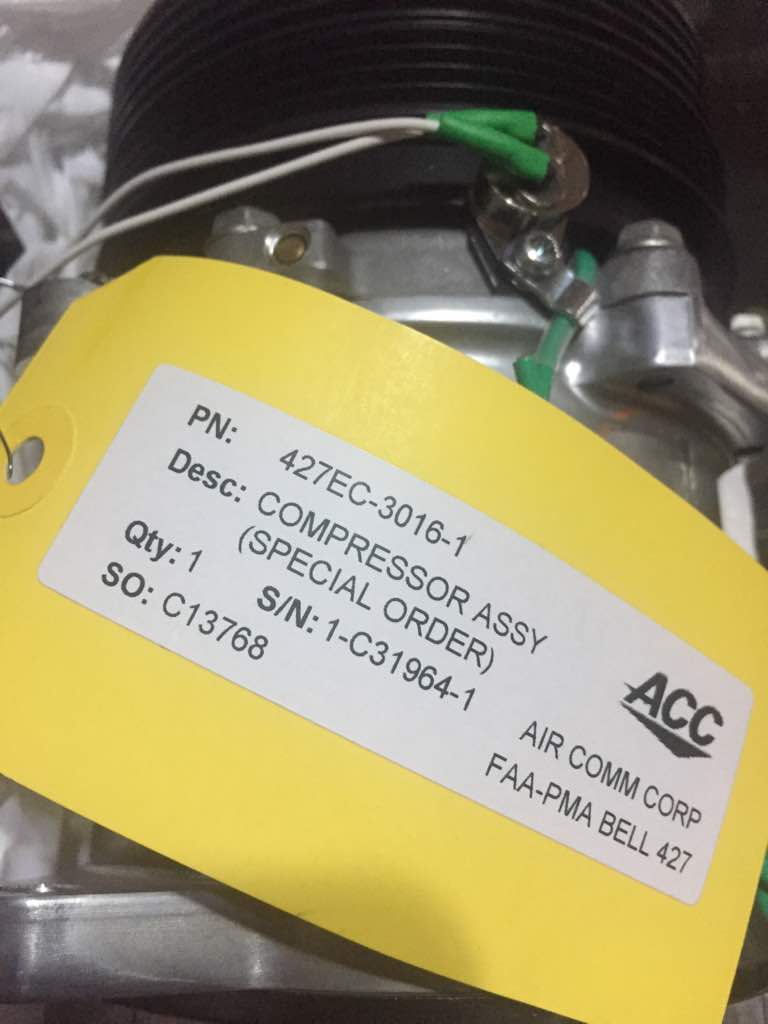 PN: 427EC-3016-1
Desc: COMPRESSOR ASSY
(SPECIAL ORDER)
Qty: 1 S/N: 1-C31964-1
SO: C13768
ACC
AIR COMM CORP
FAA-PMA BELL 427